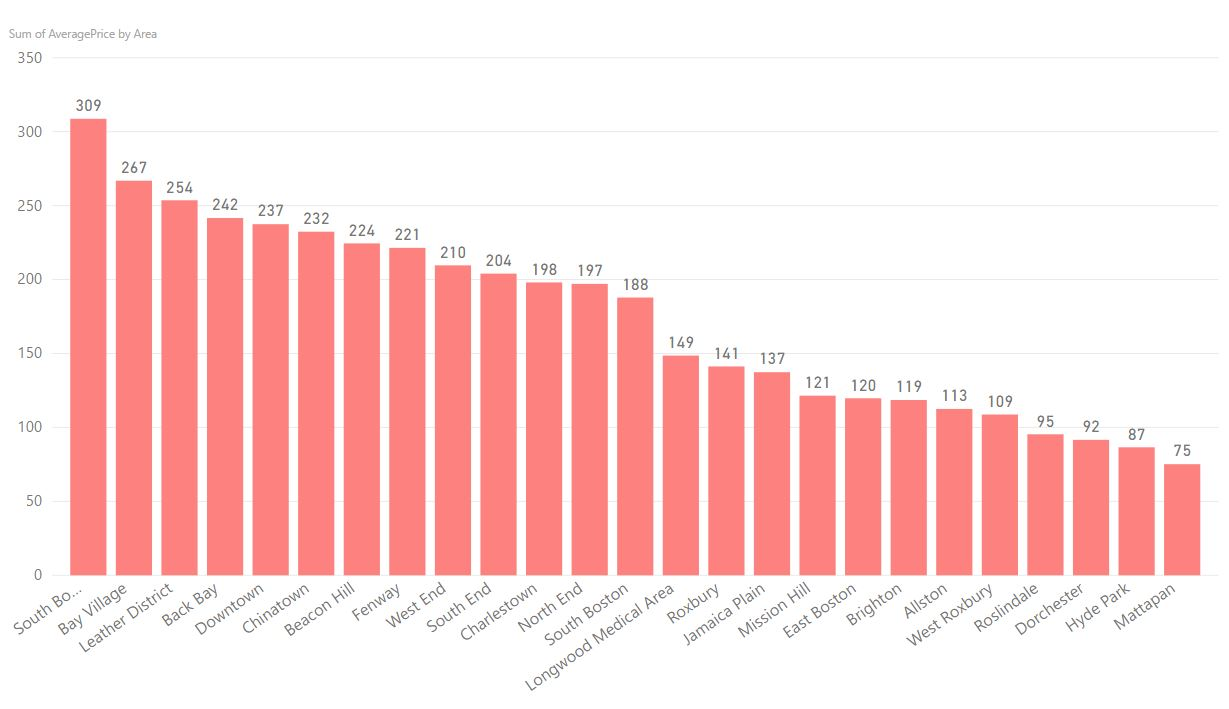 Sum of AveragePrice by Area
350
300
250
200
150
100
50
0
309
267
254
242
237
232
224
221
210
204
198
197
188
149
141
137
121
120
119
113
109
95
92
87
75
South Bo...
Bay Village
Leather District
Back Bay
Downtown
Chinatown
Beacon Hill
Fenway
West End
South End
Charlestown
North End
South Boston
Longwood Medical Area
Roxbury
Jamaica Plain
Mission Hill
East Boston
Brighton
Allston
West Roxbury
Roslindale
Dorchester
Hyde Park
Mattapan